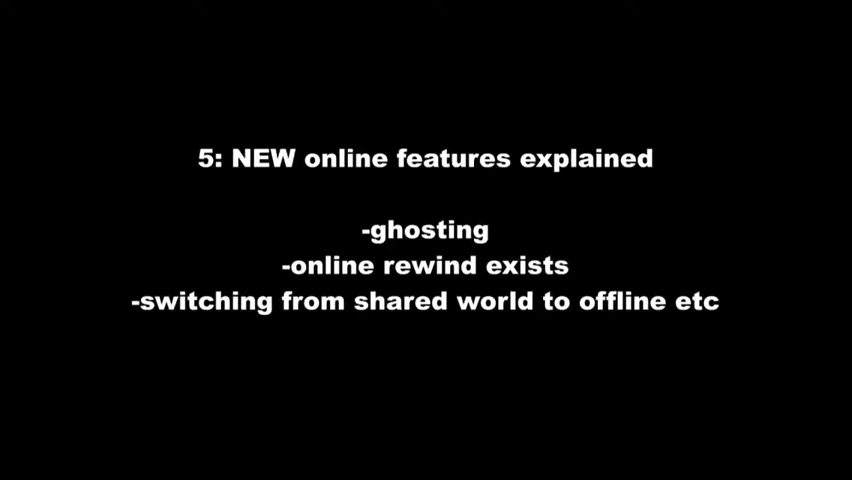 5: NEW online features explained
-ghosting
-online rewind exists
-switching from shared world to offline etc